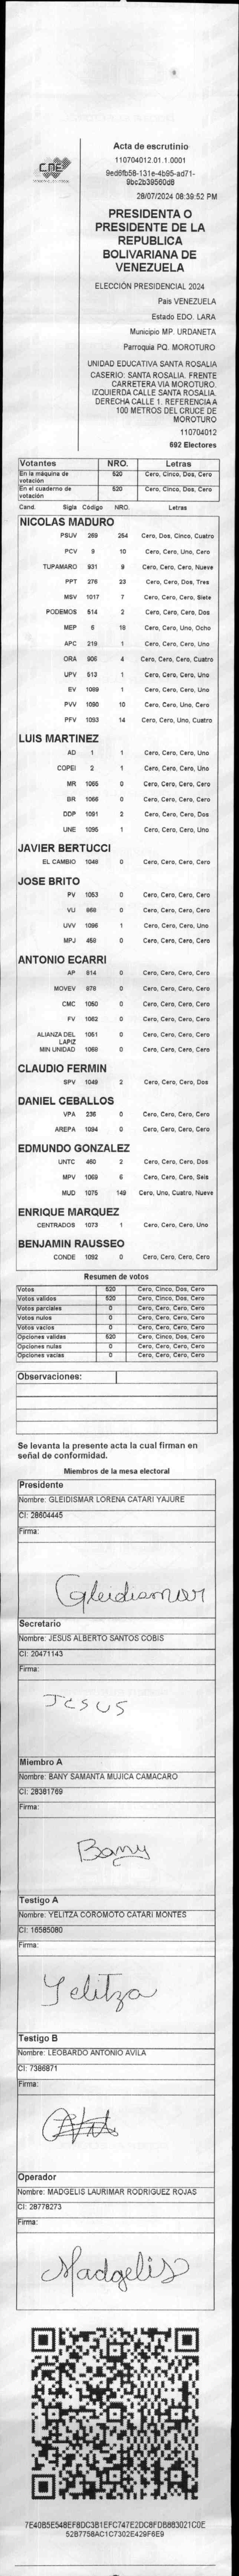 CNE
Acta de escrutinio
110704012.01.1.0001
9ed6fb58-131e-4b95-ad71-
9bc2b39560d8
28/07/2024 08:39:52 PM
PRESIDENTA O
PRESIDENTE DE LA
REPUBLICA
BOLIVARIANA DE
VENEZUELA
ELECCIÓN PRESIDENCIAL 2024
Pais VENEZUELA
Estado EDO. LARA
Municipio MP. URDANETA
Parroquia PQ. MOROTURO
UNIDAD EDUCATIVA SANTA ROSALIA
CASERIO: SANTA ROSALIA. FRENTE
CARRETERA VIA MOROTURO.
IZQUIERDA CALLE SANTA ROSALIA.
DERECHA CALLE 1. REFERENCIA A
100 METROS DEL CRUCE DE
MOROTURO
110704012
692 Electores
Votantes NRO. Letras
En la máquina de votación 520 Cero, Cinco, Dos, Cero
En el cuaderno de votación 520 Cero, Cinco, Dos, Cero
Cand. Sigla Código NRO. Letras
NICOLAS MADURO
PSUV 269 254 Cero, Dos, Cinco, Cuatro
PCV 9 10 Cero, Cero, Uno, Cero
TUPAMARO 931 9 Cero, Cero, Cero, Nueve
PPT 276 23 Cero, Cero, Dos, Tres
MSV 1017 7 Cero, Cero, Cero, Siete
PODEMOS 514 2 Cero, Cero, Cero, Dos
MEP 6 18 Cero, Cero, Uno, Ocho
APC 219 1 Cero, Cero, Cero, Uno
ORA 906 4 Cero, Cero, Cero, Cuatro
UPV 513 1 Cero, Cero, Cero, Uno
EV 1089 1 Cero, Cero, Cero, Uno
PVV 1090 10 Cero, Cero, Uno, Cero
PFV 1093 14 Cero, Cero, Uno, Cuatro
LUIS MARTINEZ
AD 1 1 Cero, Cero, Cero, Uno
COPEI 2 1 Cero, Cero, Cero, Uno
MR 1065 0 Cero, Cero, Cero, Cero
BR 1066 0 Cero, Cero, Cero, Cero
DDP 1091 2 Cero, Cero, Cero, Dos
UNE 1095 1 Cero, Cero, Cero, Uno
JAVIER BERTUCCI
EL CAMBIO 1048 0 Cero, Cero, Cero, Cero
JOSE BRITO
PV 1053 0 Cero, Cero, Cero, Cero
VU 868 0 Cero, Cero, Cero, Cero
UVV 1096 1 Cero, Cero, Cero, Uno
MPJ 458 0 Cero, Cero, Cero, Cero
ANTONIO ECARRI
AP 914 0 Cero, Cero, Cero, Cero
MOVEV 878 0 Cero, Cero, Cero, Cero
CMC 1050 0 Cero, Cero, Cero, Cero
FV 1062 0 Cero, Cero, Cero, Cero
ALIANZA DEL LAPIZ 1061 0 Cero, Cero, Cero, Cero
MIN UNIDAD 1069 0 Cero, Cero, Cero, Cero
CLAUDIO FERMIN
SPV 1049 2 Cero, Cero, Cero, Dos
DANIEL CEBALLOS
VPA 236 0 Cero, Cero, Cero, Cero
AREPA 1094 0 Cero, Cero, Cero, Cero
EDMUNDO GONZALEZ
UNTC 460 2 Cero, Cero, Cero, Dos
MPV 1059 6 Cero, Cero, Cero, Seis
MUD 1075 149 Cero, Uno, Cuatro, Nueve
ENRIQUE MARQUEZ
CENTRADOS 1073 1 Cero, Cero, Cero, Uno
BENJAMIN RAUSSEO
CONDE 1092 0 Cero, Cero, Cero, Cero
Resumen de votos
Votos 520 Cero, Cinco, Dos, Cero
Votos validos 520 Cero, Cinco, Dos, Cero
Votos parciales 0 Cero, Cero, Cero, Cero
Votos nulos 0 Cero, Cero, Cero, Cero
Votos vacios 0 Cero, Cero, Cero, Cero
Opciones validas 520 Cero, Cinco, Dos, Cero
Opciones nulas 0 Cero, Cero, Cero, Cero
Opciones vacias 0 Cero, Cero, Cero, Cero
Observaciones:
Se levanta la presente acta la cual firman en
señal de conformidad.
Miembros de la mesa electoral
Presidente
Nombre: GLEIDISMAR LORENA CATARI YAJURE
CI: 28604445
Firma:
Gleidismar
Secretario
Nombre: JESUS ALBERTO SANTOS COBIS
CI: 20471143
Firma:
JESUS
Miembro A
Nombre: BANY SAMANTA MUJICA CAMACARO
CI: 28381769
Firma:
Bany
Testigo A
Nombre: YELITZA COROMOTO CATARI MONTES
CI: 16585080
Firma:
Yelitza
Testigo B
Nombre: LEOBARDO ANTONIO AVILA
CI: 7386871
Firma:
Operador
Nombre: MADGELIS LAURIMAR RODRIGUEZ ROJAS
CI: 28778273
Firma:
Madgelis
7E40B5E548EF8DC3B1EFC747E2DC8FDB883021C0E
52B7758AC1C7302E429F6E9